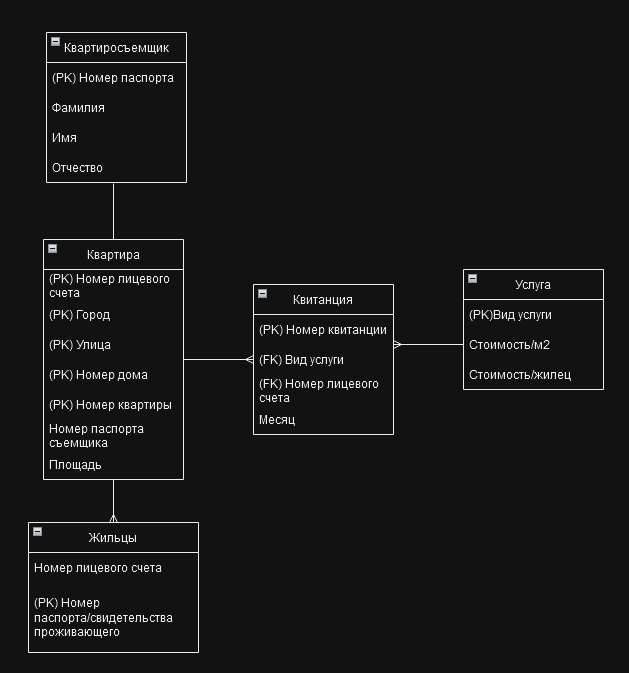 Квартиросъемщик
(PK) Номер паспорта
Фамилия
Имя
Отчество
Квартира
(PK) Номер лицевого
счета
(PK) Город
(PK) Улица
(PK) Номер дома
(PK) Номер квартиры
Номер паспорта
съемщика
Площадь
Квитанция
(PK) Номер квитанции
(FK) Вид услуги
(FK) Номер лицевого
счета
Месяц
Услуга
(PK)Вид услуги
Стоимость/м2
Стоимость/жилец
Жильцы
Номер лицевого счета
(PK) Номер
паспорта/свидетельства
проживающего